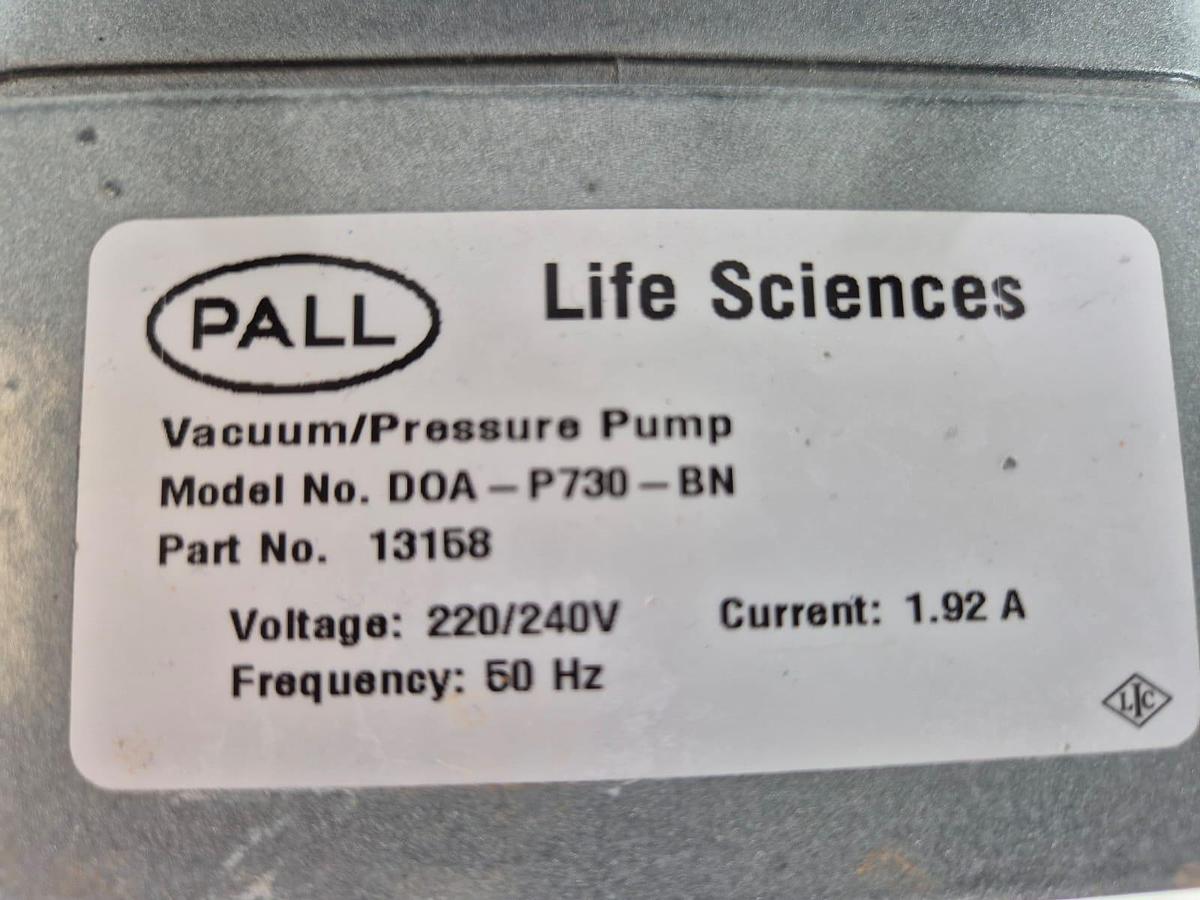 PALL
Life Sciences
Vacuum/Pressure Pump
Model No. DOA – P730 – BN
Part No. 13158
Voltage: 220/240V Current: 1.92 A
Frequency: 50 Hz
LIC